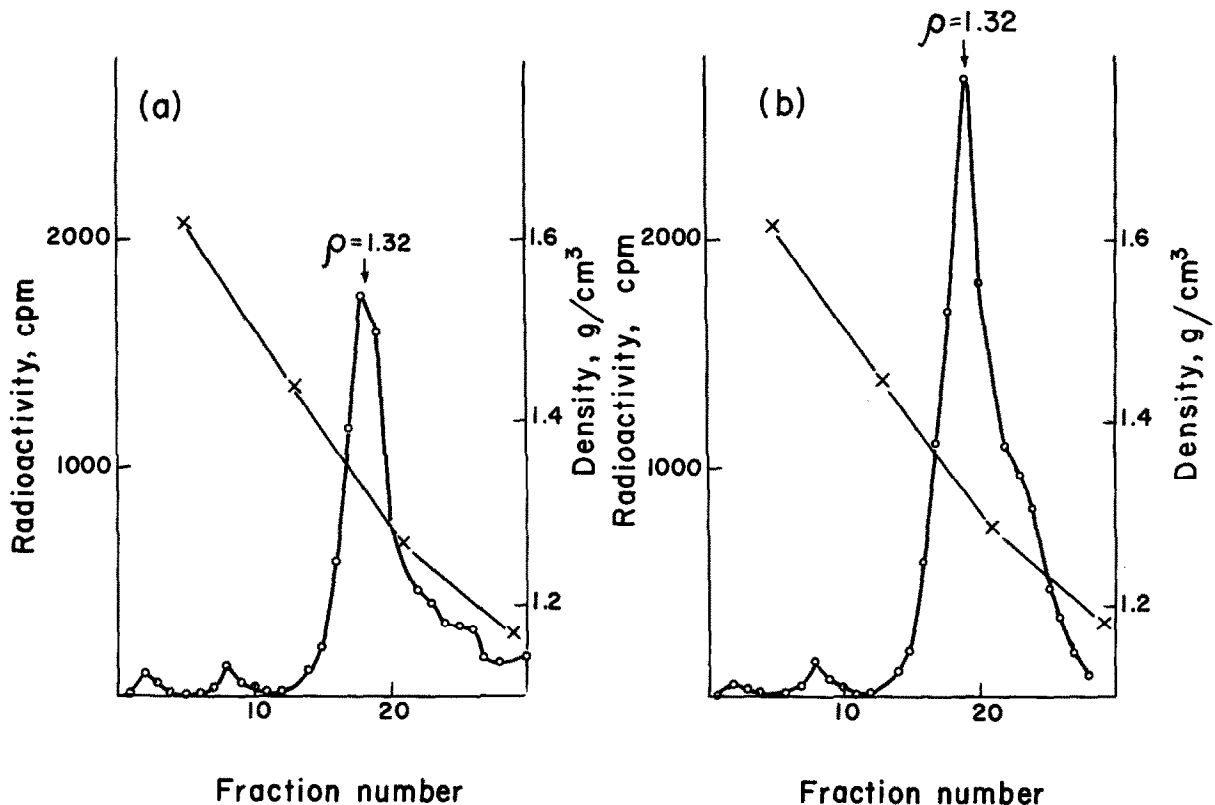 (a)
ρ=1.32
2000
1000
Radioactivity, cpm
1.6
1.4
1.2
Density, g/cm³
10
20
Fraction number
(b)
ρ=1.32
2000
1000
Radioactivity, cpm
1.6
1.4
1.2
Density, g/cm³
10
20
Fraction number